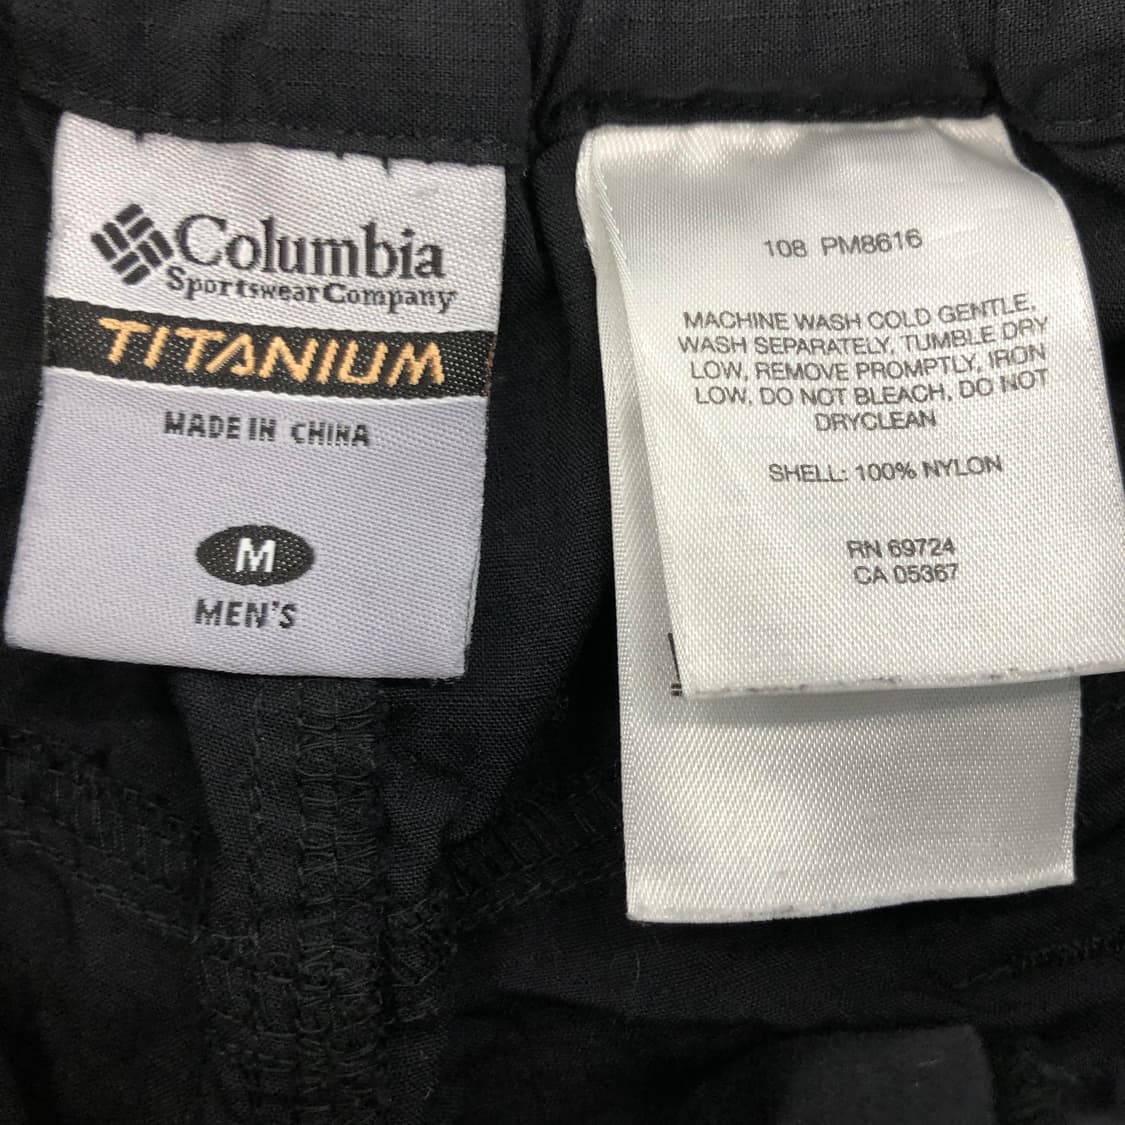 Columbia
Sportswear Company
TITANIUM
MADE IN CHINA
M
MEN'S
108 PM8616
MACHINE WASH COLD GENTLE,
WASH SEPARATELY, TUMBLE DRY
LOW, REMOVE PROMPTLY, IRON
LOW, DO NOT BLEACH, DO NOT
DRYCLEAN
SHELL: 100% NYLON
RN 69724
CA 05367